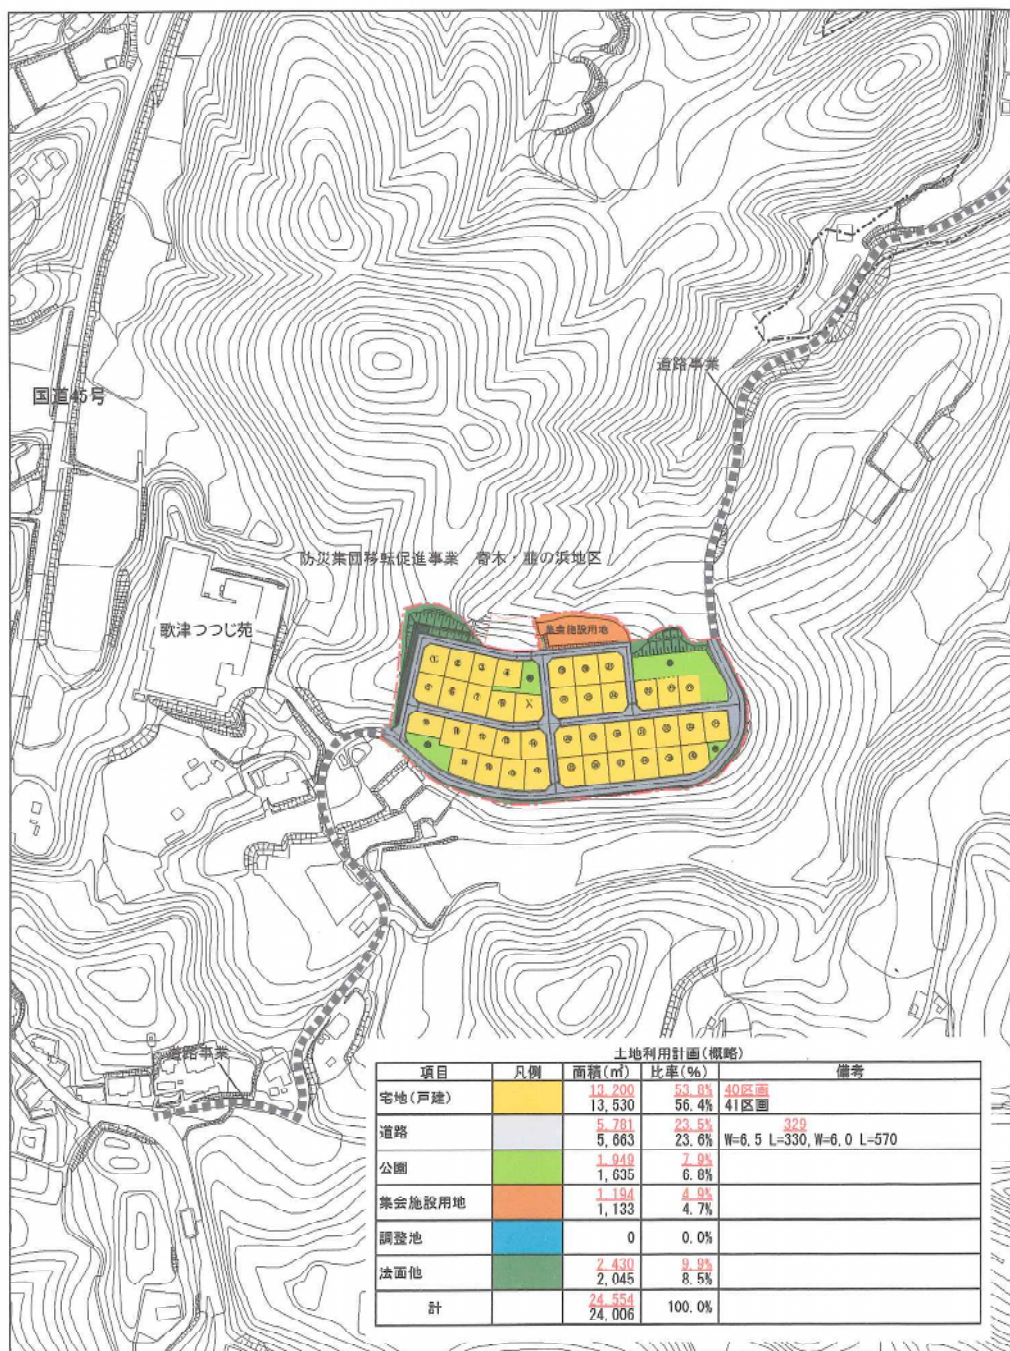 国道45号
道路事業
防災集団移転促進事業 寄木・韮の浜地区
歌津つつじ苑
集会施設用地
道路事業
土地利用計画(概略)
項目 凡例 面積(㎡) 比率(%) 備考
宅地(戸建) 13,200 53.8% 40区画
13,530 56.4% 41区画
道路 5,781 23.5% 329
5,663 23.6% W=6.5 L=330,W=6.0 L=570
公園 1,949 7.9%
1,635 6.8%
集会施設用地 1,194 4.9%
1,133 4.7%
調整地 0 0.0%
法面他 2,430 9.9%
2,045 8.5%
計 24,554
24,006 100.0%